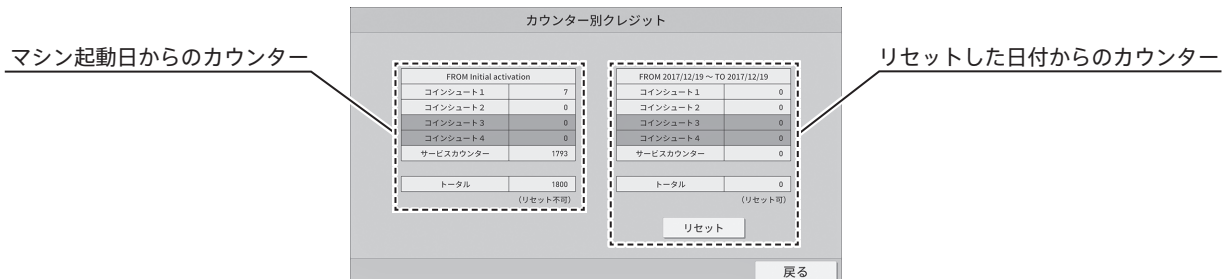 カウンター別クレジット
マシン起動日からのカウンター
リセットした日付からのカウンター
FROM Initial activation
コインシュート1 7
コインシュート2 0
コインシュート3 0
コインシュート4 0
サービスカウンター 1793
トータル 1800
(リセット不可)
FROM 2017/12/19 ～ TO 2017/12/19
コインシュート1 0
コインシュート2 0
コインシュート3 0
コインシュート4 0
サービスカウンター 0
トータル 0
(リセット可)
リセット
戻る